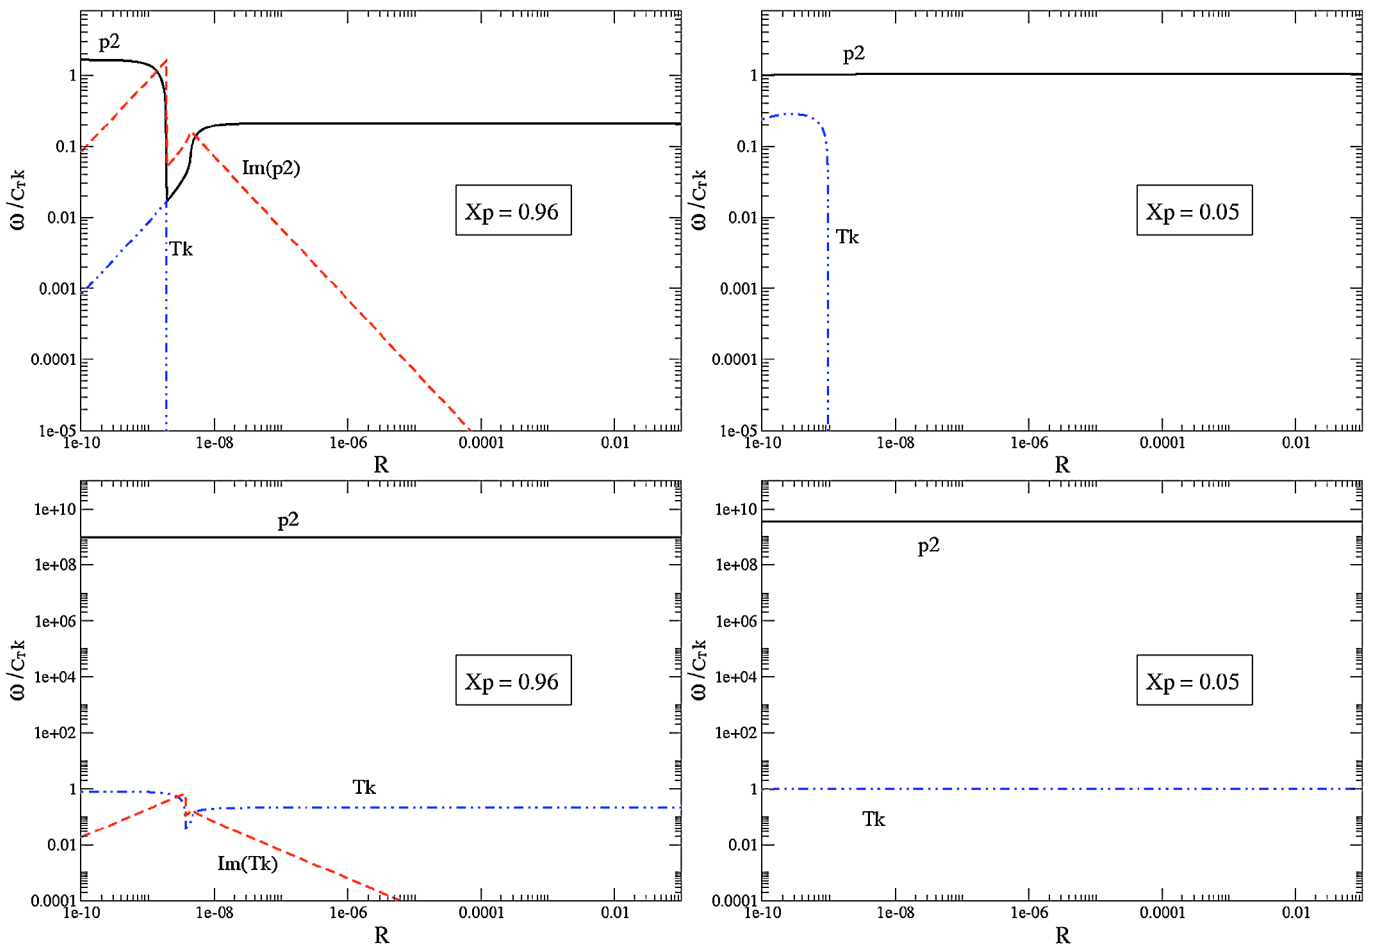 p2
1
0.1
0.01
0.001
0.0001
1e-05
ω/C_Tk
Im(p2)
Tk
Xp = 0.96
1e-10
1e-08
1e-06
0.0001
0.01
R
p2
1
0.1
0.01
0.001
0.0001
1e-05
ω/C_Tk
Tk
Xp = 0.05
1e-10
1e-08
1e-06
0.0001
0.01
R
1e+10
1e+08
1e+06
1e+04
1e+02
1
0.01
0.0001
ω/C_Tk
p2
Xp = 0.96
Tk
Im(Tk)
1e-10
1e-08
1e-06
0.0001
0.01
R
1e+10
1e+08
1e+06
1e+04
1e+02
1
0.01
0.0001
ω/C_Tk
p2
Xp = 0.05
Tk
1e-10
1e-08
1e-06
0.0001
0.01
R